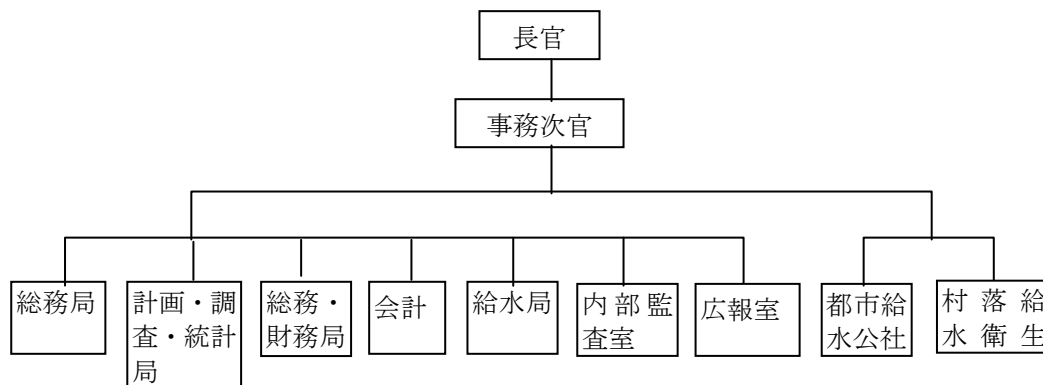 長官
事務次官
総務局
計画・調
査・統計
局
総務・
財務局
会計
給水局
内部監
査室
広報室
都市給
水公社
村落給
水衛生